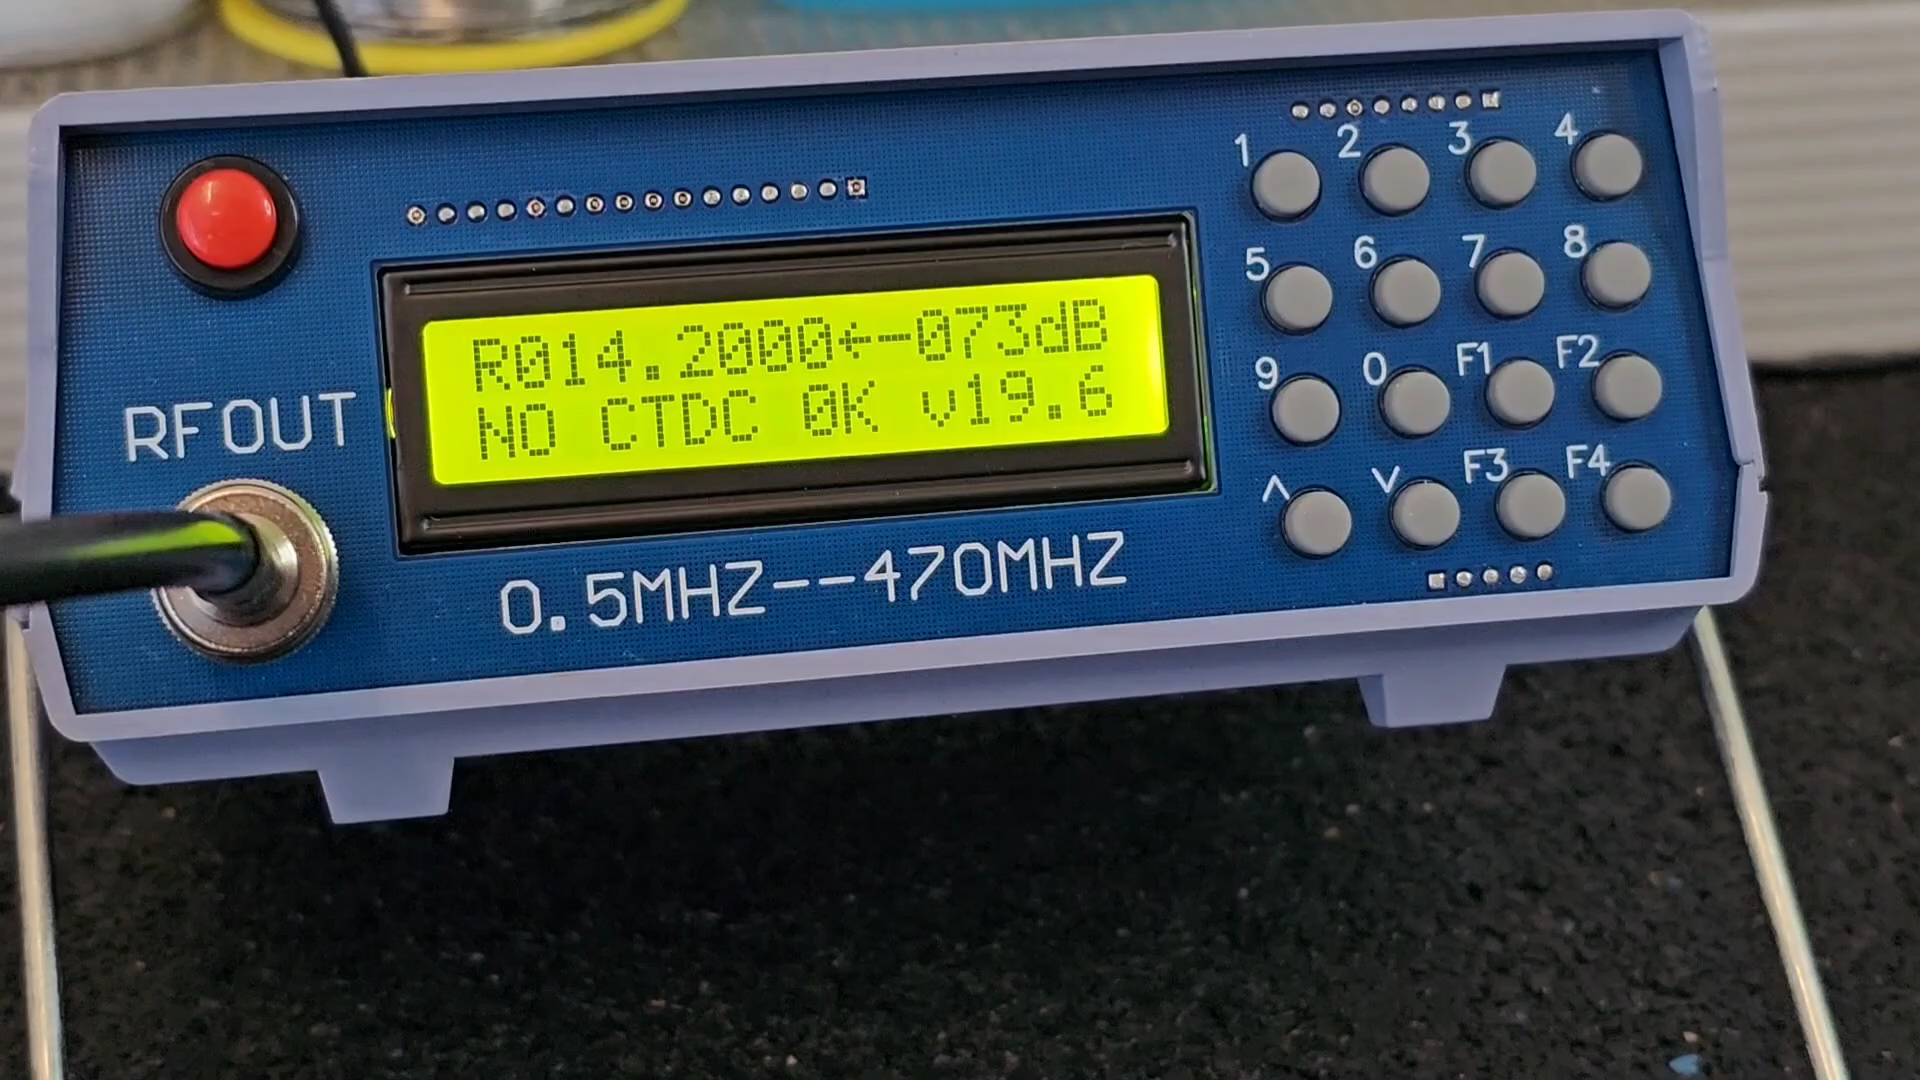 R014.2000←-073dB
NO CTDC 0K v19.6
RFOUT
0.5MHZ--470MHZ
1 2 3 4
5 6 7 8
9 0 F1 F2
^ v F3 F4